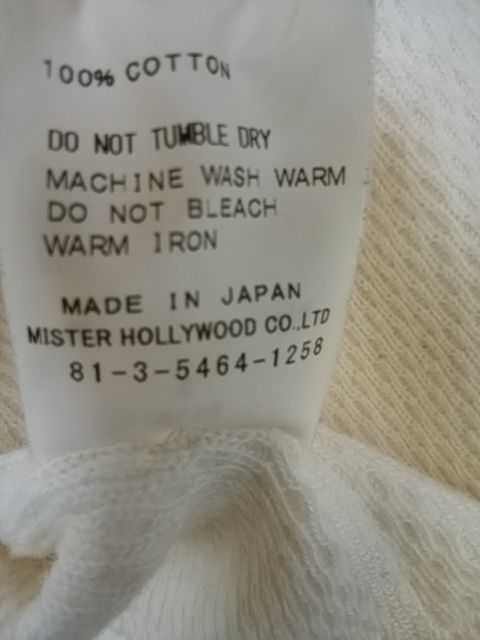 100% COTTON
DO NOT TUMBLE DRY
MACHINE WASH WARM
DO NOT BLEACH
WARM IRON
MADE IN JAPAN
MISTER HOLLYWOOD CO.,LTD
81-3-5464-1258